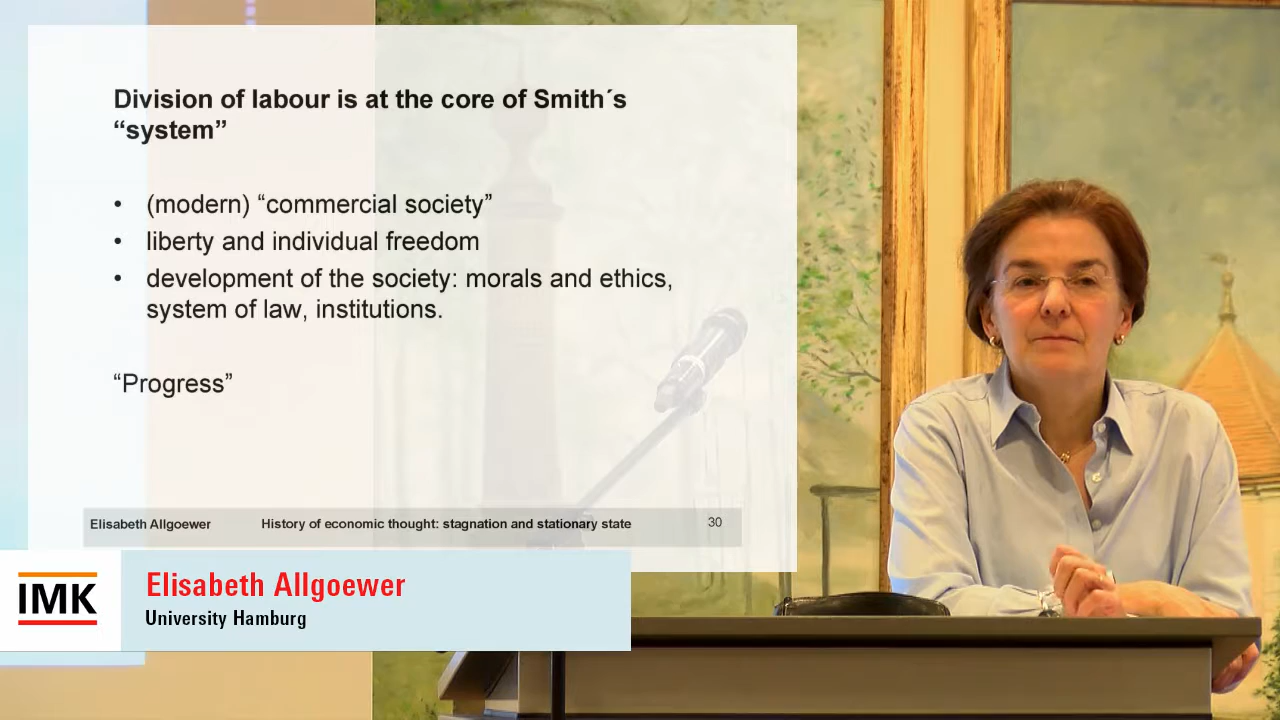 Division of labour is at the core of Smith´s
“system”
• (modern) “commercial society”
• liberty and individual freedom
• development of the society: morals and ethics,
system of law, institutions.
“Progress”
Elisabeth Allgoewer History of economic thought: stagnation and stationary state 30
IMK
Elisabeth Allgoewer
University Hamburg